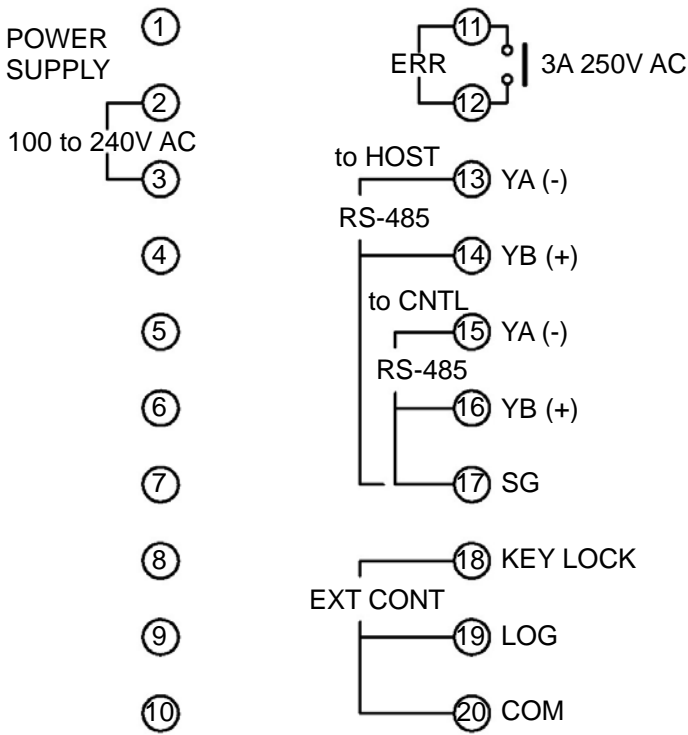 POWER
SUPPLY
1
2
100 to 240V AC
3
4
5
6
7
8
9
10
11
ERR
3A 250V AC
12
to HOST
13 YA (-)
RS-485
14 YB (+)
to CNTL
15 YA (-)
RS-485
16 YB (+)
17 SG
18 KEY LOCK
EXT CONT
19 LOG
20 COM